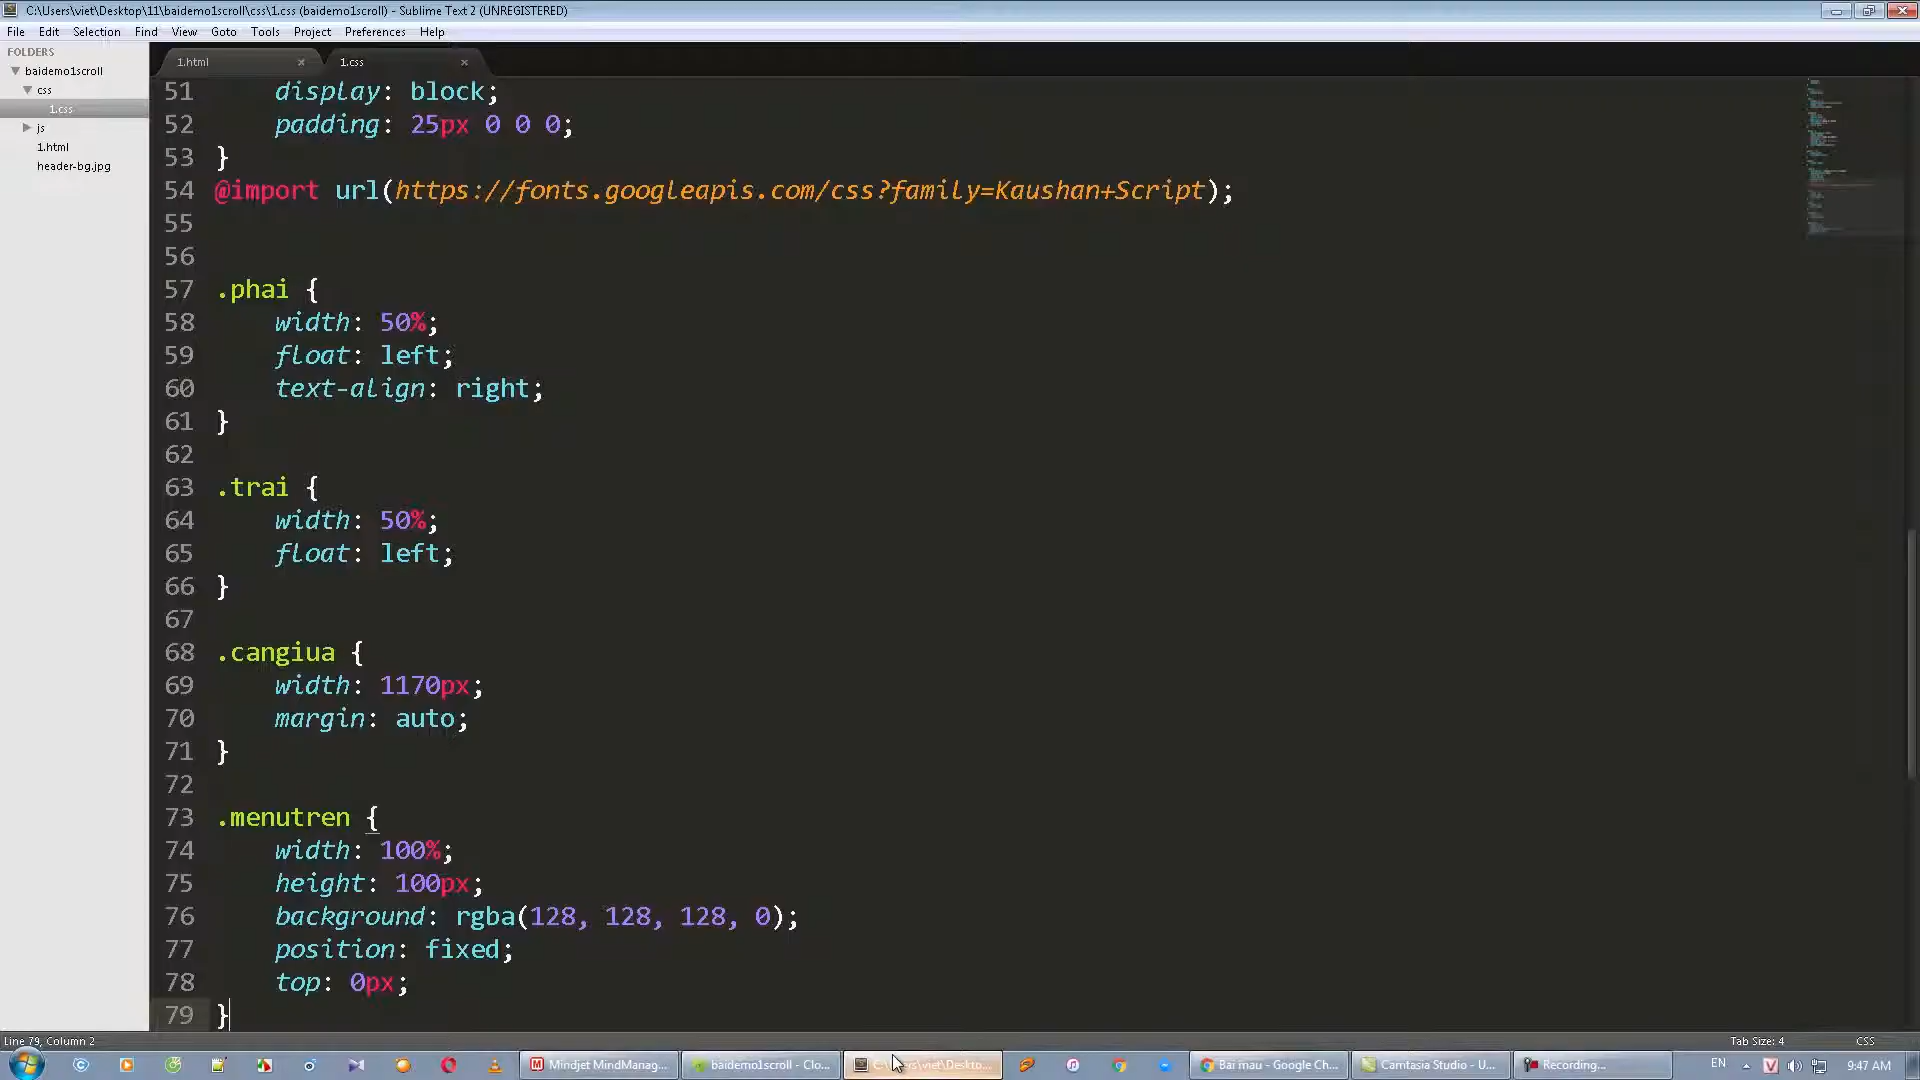 C:\Users\viet\Desktop\11\baidemo1scroll\css\1.css (baidemo1scroll) - Sublime Text 2 (UNREGISTERED)
File Edit Selection Find View Goto Tools Project Preferences Help
FOLDERS
baidemo1scroll
css
1.css
js
1.html
header-bg.jpg
1.html
1.css
51 display: block;
52 padding: 25px 0 0 0;
53 }
54 @import url(https://fonts.googleapis.com/css?family=Kaushan+Script);
55
56
57 .phai {
58 width: 50%;
59 float: left;
60 text-align: right;
61 }
62
63 .trai {
64 width: 50%;
65 float: left;
66 }
67
68 .cangiua {
69 width: 1170px;
70 margin: auto;
71 }
72
73 .menutren {
74 width: 100%;
75 height: 100px;
76 background: rgba(128, 128, 128, 0);
77 position: fixed;
78 top: 0px;
79 }
Line 79, Column 2
Tab Size: 4
CSS
Mindjet MindManag...
baidemo1scroll - Clo...
Bai mau - Google Ch...
Camtasia Studio - U...
Recording...
EN
9:47 AM